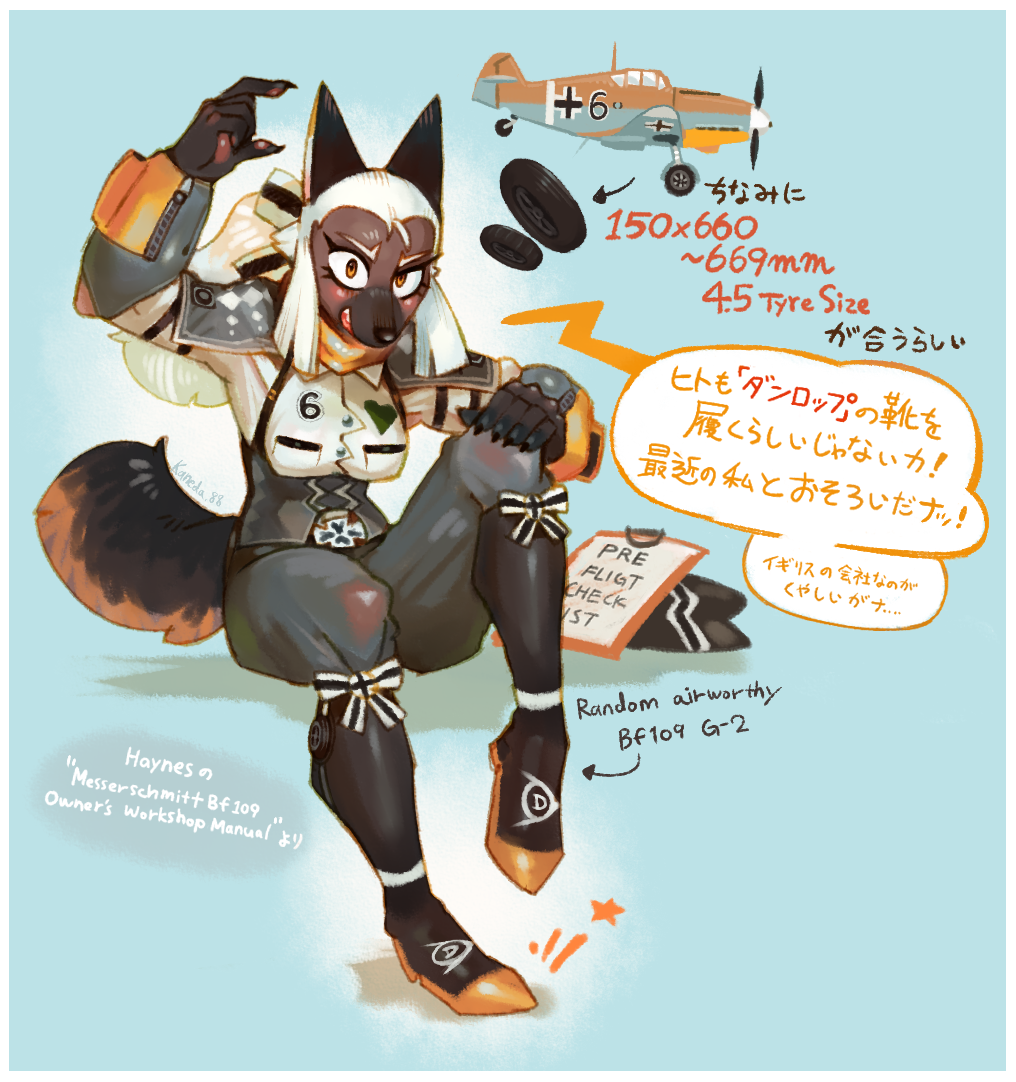 6
ちなみに
150×660
~669mm
4.5 Tyre Size
が合うらしい
ヒトも「ダンロップ」の靴を
履くらしいじゃないカ!
最近の私とおそろいだナッ!
イギリスの会社なのが
くやしいがナ....
6
Kaneda.88
PRE
FLIGT
CHECK
IST
Random airworthy
Bf109 G-2
D
D
Haynesの
"Messerschmitt Bf109
Owner's Workshop Manual"より